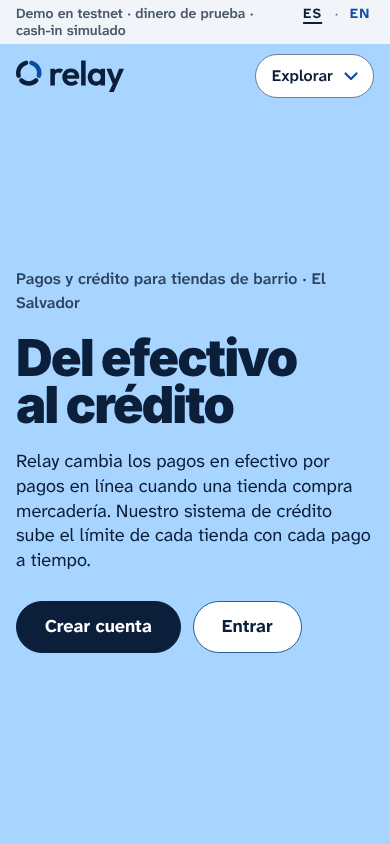 Demo en testnet · dinero de prueba ·
cash-in simulado
ES · EN
relay
Explorar
Pagos y crédito para tiendas de barrio · El
Salvador
Del efectivo
al crédito
Relay cambia los pagos en efectivo por
pagos en línea cuando una tienda compra
mercadería. Nuestro sistema de crédito
sube el límite de cada tienda con cada pago
a tiempo.
Crear cuenta
Entrar